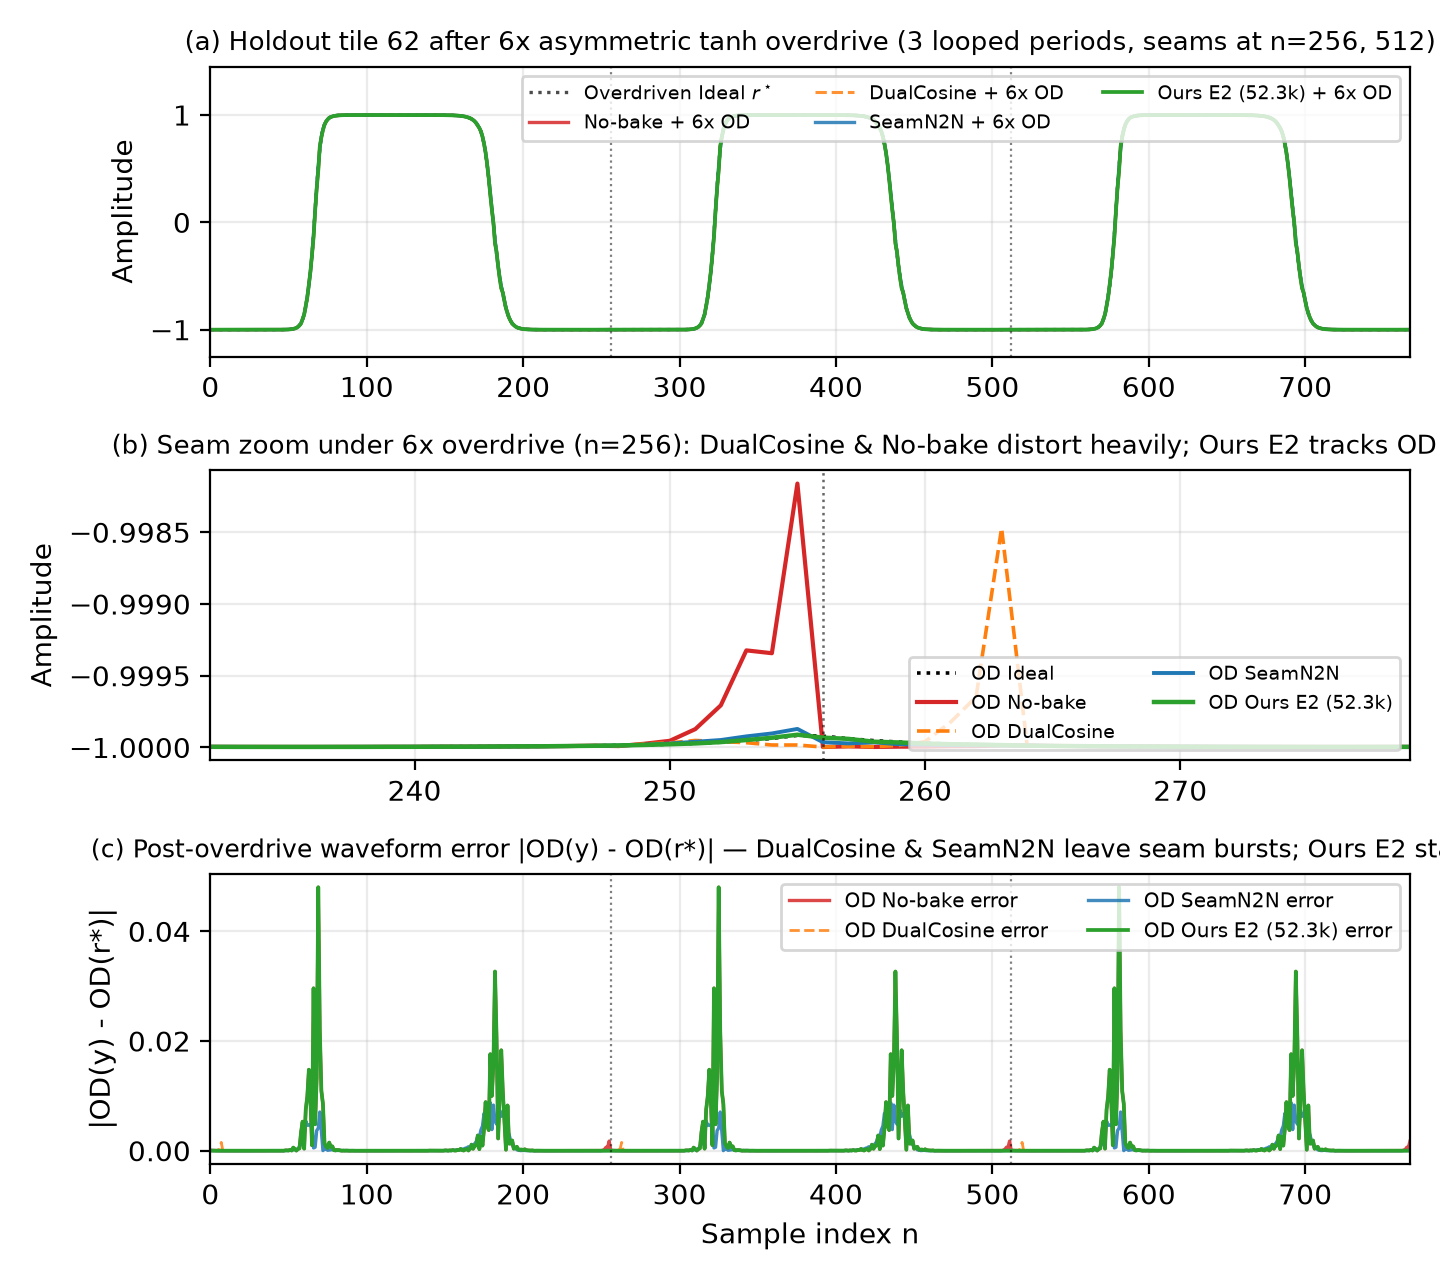 (a) Holdout tile 62 after 6x asymmetric tanh overdrive (3 looped periods, seams at n=256, 512)
Overdriven Ideal r*
No-bake + 6x OD
DualCosine + 6x OD
SeamN2N + 6x OD
Ours E2 (52.3k) + 6x OD
Amplitude
1
0
−1
0 100 200 300 400 500 600 700
(b) Seam zoom under 6x overdrive (n=256): DualCosine & No-bake distort heavily; Ours E2 tracks OD
Amplitude
−0.9985
−0.9990
−0.9995
−1.0000
OD Ideal
OD No-bake
OD DualCosine
OD SeamN2N
OD Ours E2 (52.3k)
240 250 260 270
(c) Post-overdrive waveform error |OD(y) - OD(r*)| — DualCosine & SeamN2N leave seam bursts; Ours E2
|OD(y) - OD(r*)|
0.04
0.02
0.00
OD No-bake error
OD DualCosine error
OD SeamN2N error
OD Ours E2 (52.3k) error
0 100 200 300 400 500 600 700
Sample index n